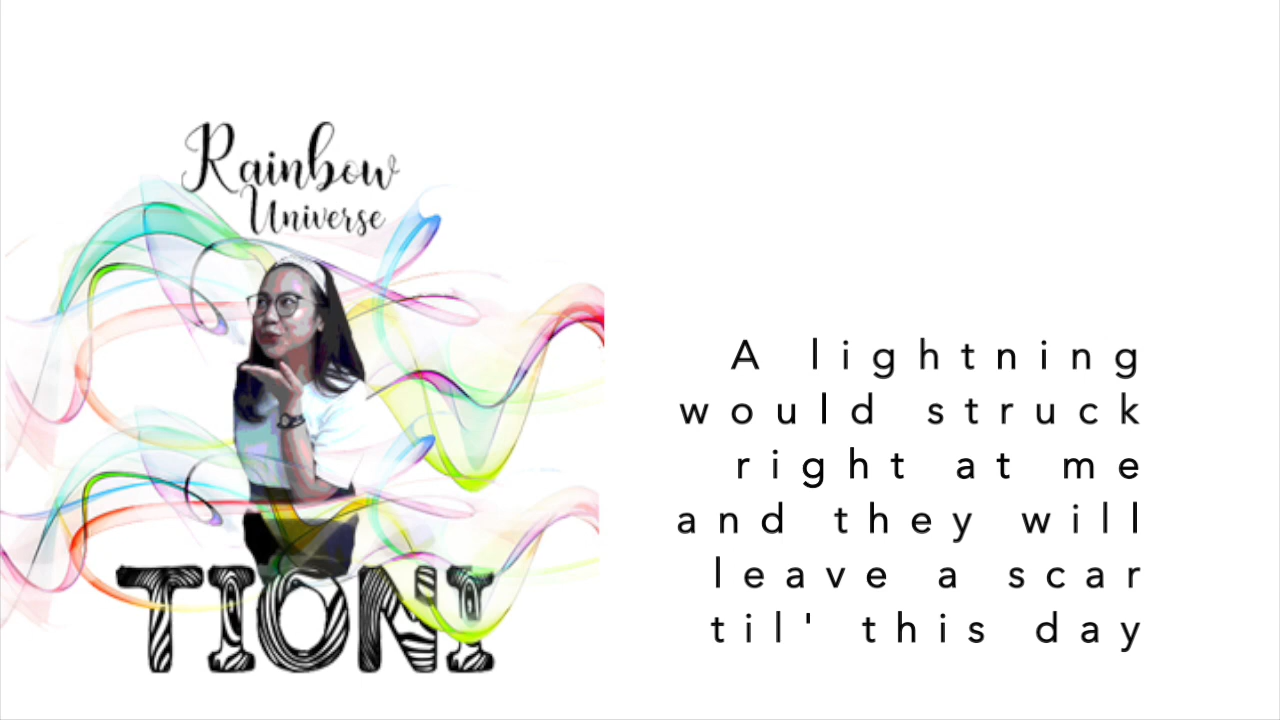 Rainbow
Universe
TIONI
A lightning
would struck
right at me
and they will
leave a scar
til' this day